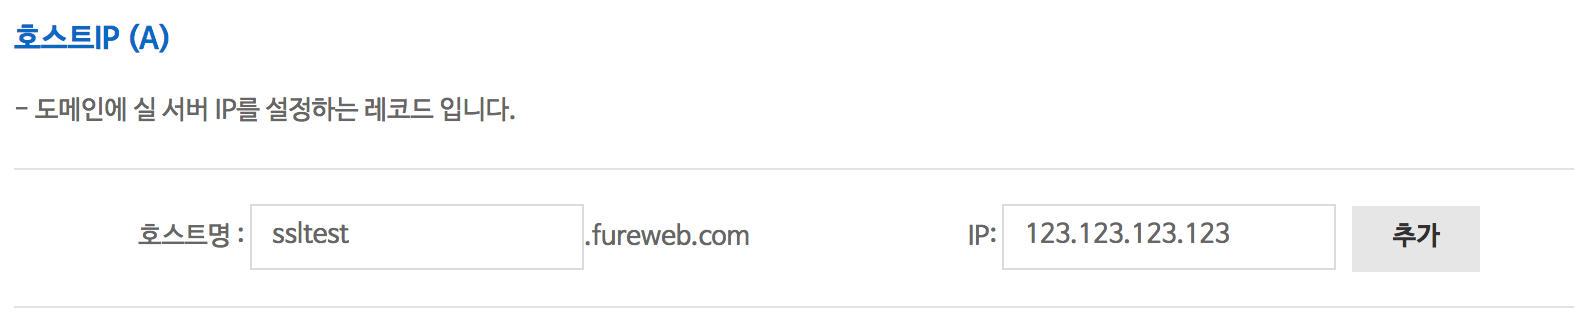 호스트IP (A)
- 도메인에 실 서버 IP를 설정하는 레코드 입니다.
호스트명 : ssltest .fureweb.com IP: 123.123.123.123 추가